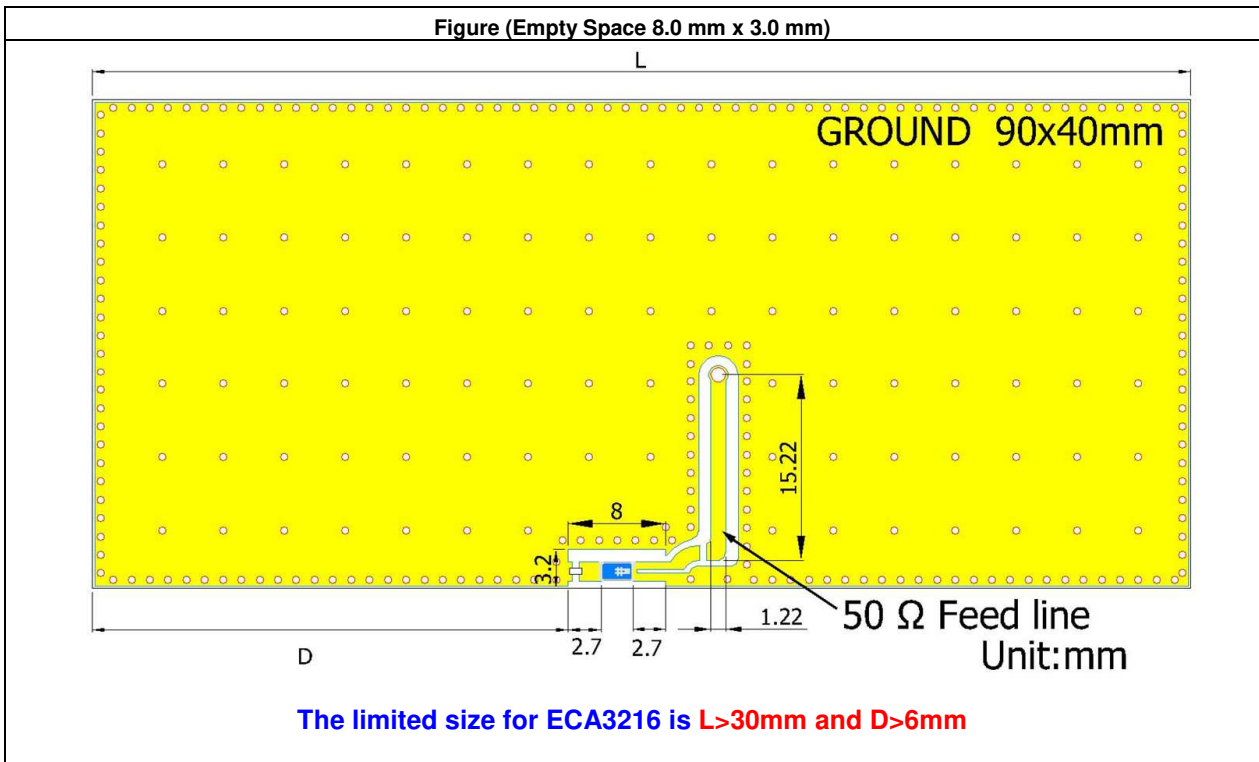 Figure (Empty Space 8.0 mm x 3.0 mm)
L
GROUND 90x40mm
15.22
8
3.2
1.22
50 Ω Feed line
2.7 2.7
D
Unit:mm
The limited size for ECA3216 is L>30mm and D>6mm